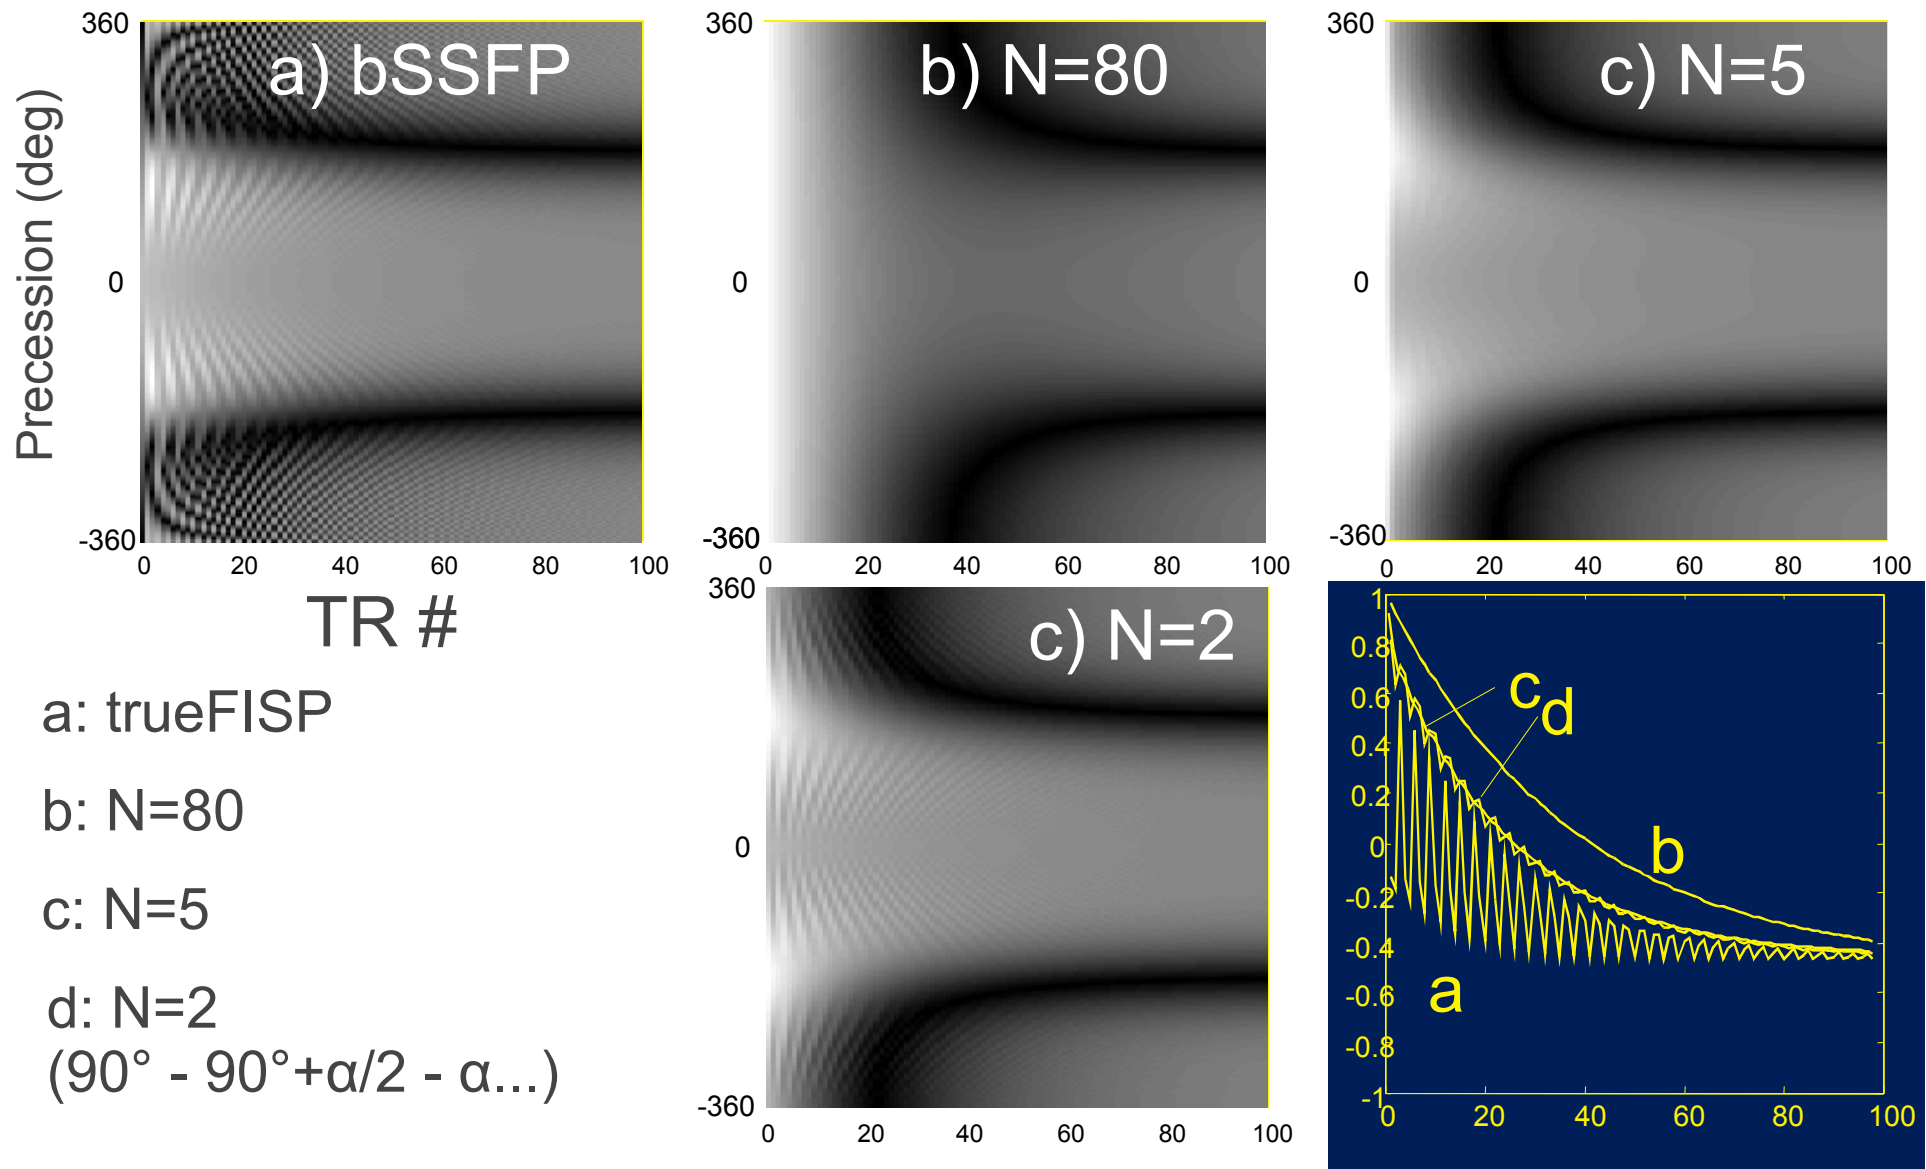 360
a) bSSFP
Precession (deg)
0
-360
0 20 40 60 80 100
TR #
360
b) N=80
0
-360
0 20 40 60 80 100
360
c) N=5
0
-360
0 20 40 60 80 100
360
c) N=2
0
-360
0 20 40 60 80 100
a: trueFISP
b: N=80
c: N=5
d: N=2
(90° - 90°+α/2 - α...)
1
0.8
0.6
0.4
0.2
0
-0.2
-0.4
-0.6
-0.8
-1
c
d
b
a
0 20 40 60 80 100